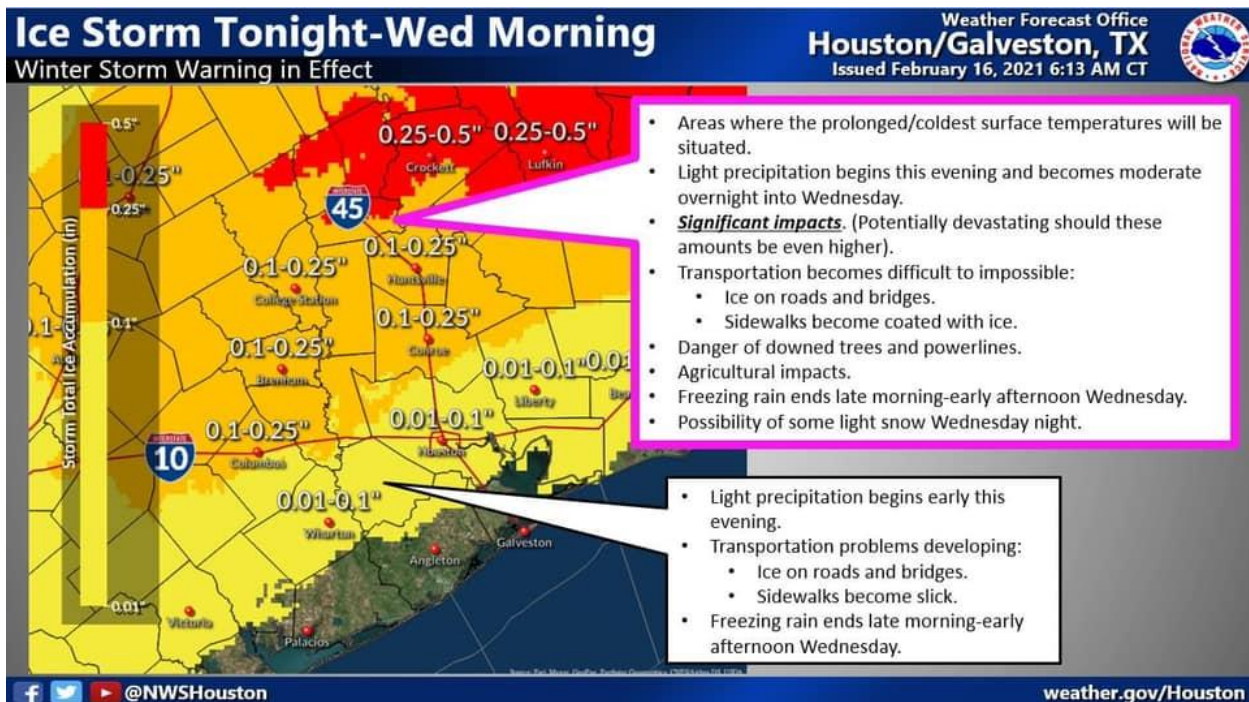 Ice Storm Tonight-Wed Morning
Winter Storm Warning in Effect
Weather Forecast Office
Houston/Galveston, TX
Issued February 16, 2021 6:13 AM CT
NATIONAL WEATHER SERVICE
Storm Total Ice Accumulation (in)
0.5"
0.25"
0.1"
0.01"
0.25-0.5"
Crockett
0.25-0.5"
Lufkin
0.1-0.25"
INTERSTATE
45
0.1-0.25"
Huntsville
0.1-0.25"
College Station
0.1-0.25"
Conroe
0.1-0.25"
Brenham
0.01-0.1"
Liberty
0.01-0.1"
Houston
0.1-0.25"
Columbus
INTERSTATE
10
0.01-0.1"
Wharton
Galveston
Angleton
Victoria
Palacios
• Areas where the prolonged/coldest surface temperatures will be
situated.
• Light precipitation begins this evening and becomes moderate
overnight into Wednesday.
• Significant impacts. (Potentially devastating should these
amounts be even higher).
• Transportation becomes difficult to impossible:
• Ice on roads and bridges.
• Sidewalks become coated with ice.
• Danger of downed trees and powerlines.
• Agricultural impacts.
• Freezing rain ends late morning-early afternoon Wednesday.
• Possibility of some light snow Wednesday night.
• Light precipitation begins early this
evening.
• Transportation problems developing:
• Ice on roads and bridges.
• Sidewalks become slick.
• Freezing rain ends late morning-early
afternoon Wednesday.
@NWSHouston
weather.gov/Houston